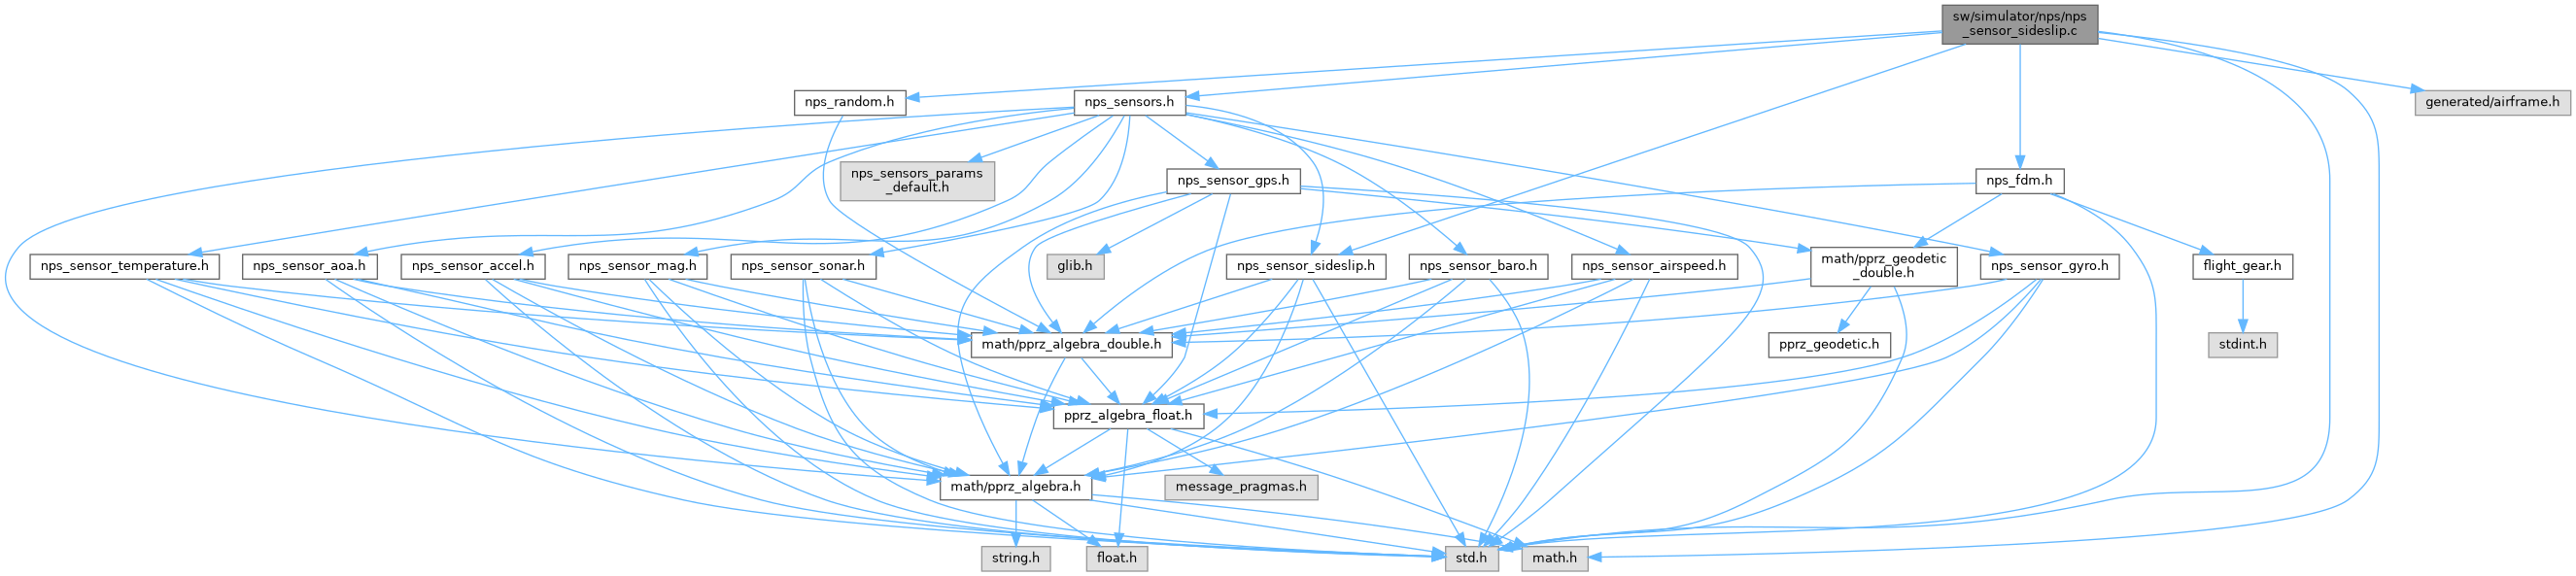 sw/simulator/nps/nps
_sensor_sideslip.c
nps_random.h
nps_sensors.h
generated/airframe.h
nps_sensors_params
_default.h
nps_sensor_gps.h
nps_fdm.h
nps_sensor_temperature.h
nps_sensor_aoa.h
nps_sensor_accel.h
nps_sensor_mag.h
nps_sensor_sonar.h
glib.h
nps_sensor_sideslip.h
nps_sensor_baro.h
nps_sensor_airspeed.h
math/pprz_geodetic
_double.h
nps_sensor_gyro.h
flight_gear.h
math/pprz_algebra_double.h
pprz_geodetic.h
stdint.h
pprz_algebra_float.h
math/pprz_algebra.h
message_pragmas.h
string.h
float.h
std.h
math.h